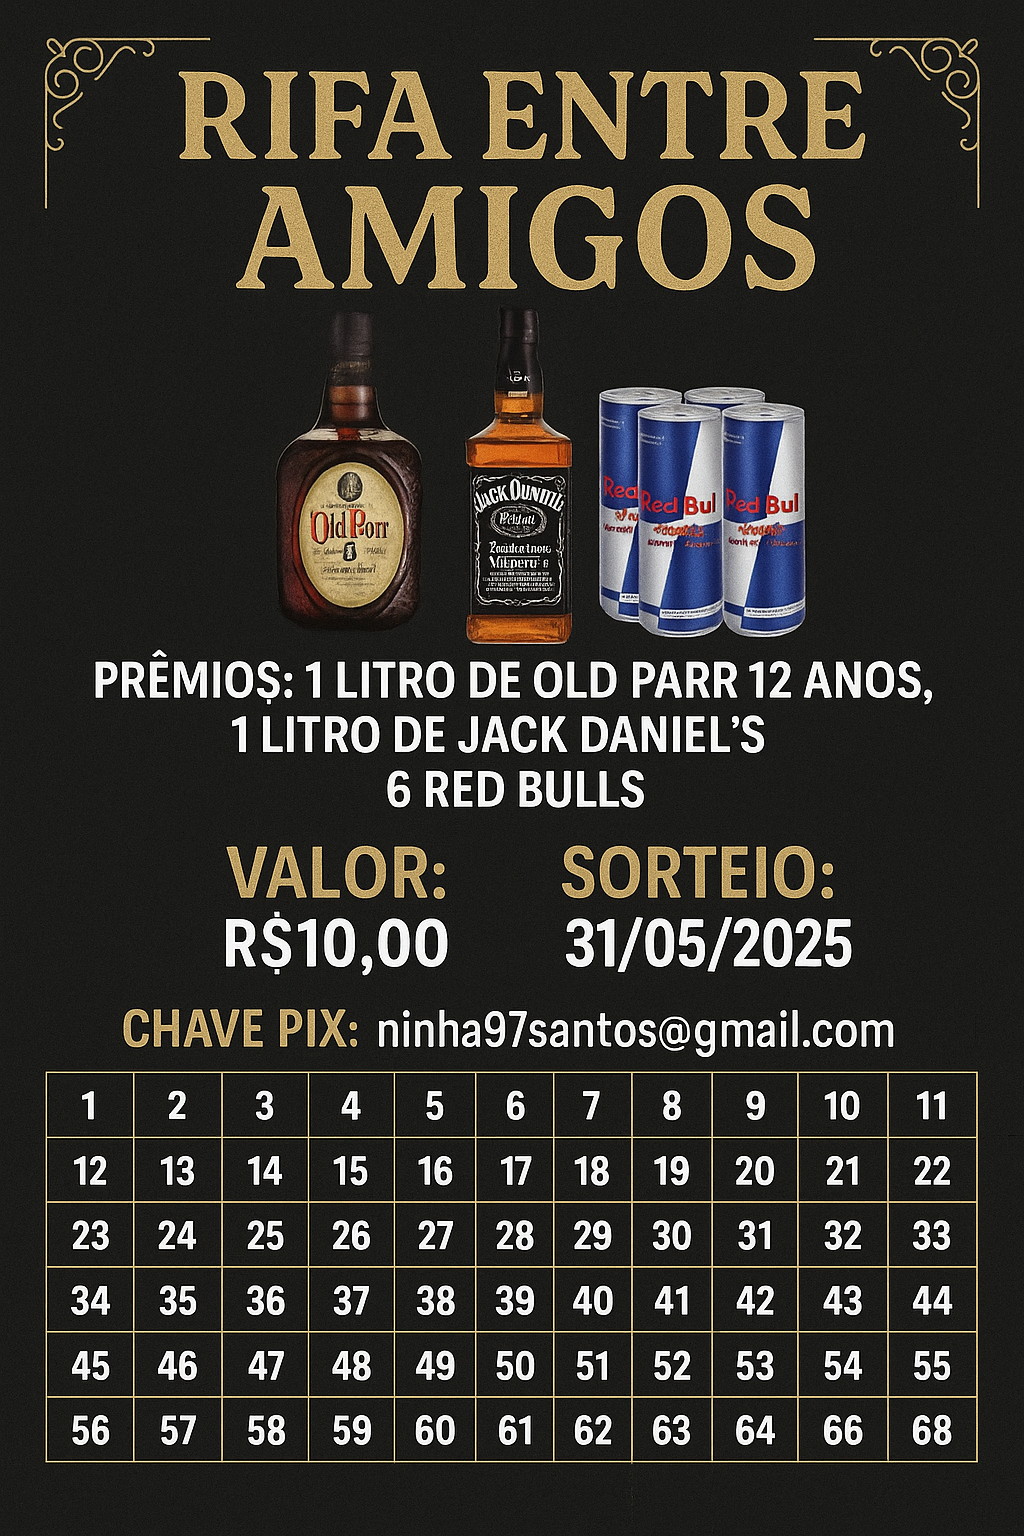 RIFA ENTRE
AMIGOS
Old Porr
JACK DUNITLL
Red
Red Bul
Red Bul
PRÊMIOS: 1 LITRO DE OLD PARR 12 ANOS,
1 LITRO DE JACK DANIEL'S
6 RED BULLS
VALOR: SORTEIO:
R$10,00 31/05/2025
CHAVE PIX: ninha97santos@gmail.com
1 2 3 4 5 6 7 8 9 10 11
12 13 14 15 16 17 18 19 20 21 22
23 24 25 26 27 28 29 30 31 32 33
34 35 36 37 38 39 40 41 42 43 44
45 46 47 48 49 50 51 52 53 54 55
56 57 58 59 60 61 62 63 64 66 68